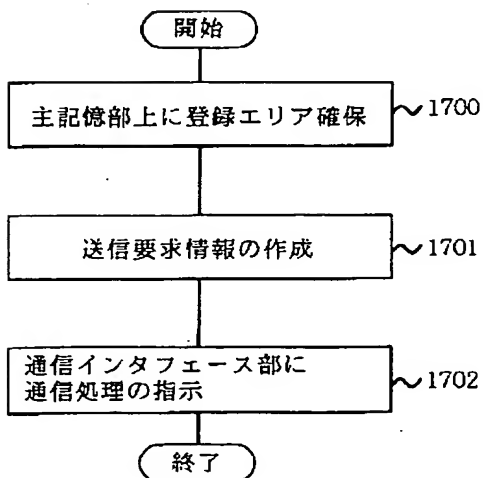 開始
主記憶部上に登録エリア確保
1700
送信要求情報の作成
1701
通信インタフェース部に
通信処理の指示
1702
終了